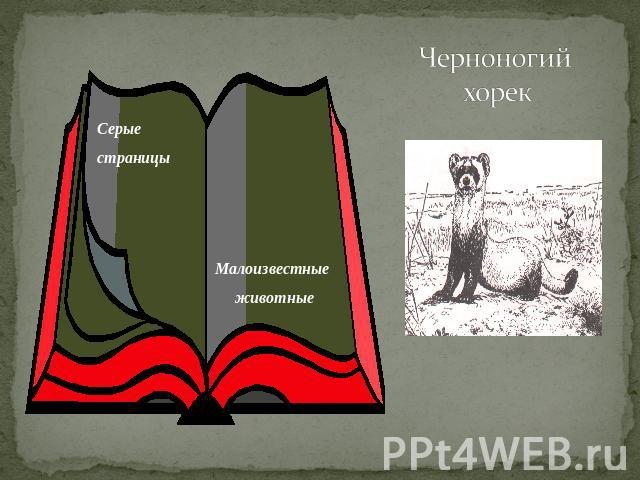 Черноногий
хорек
Серые
страницы
Малоизвестные
животные
PPt4WEB.ru